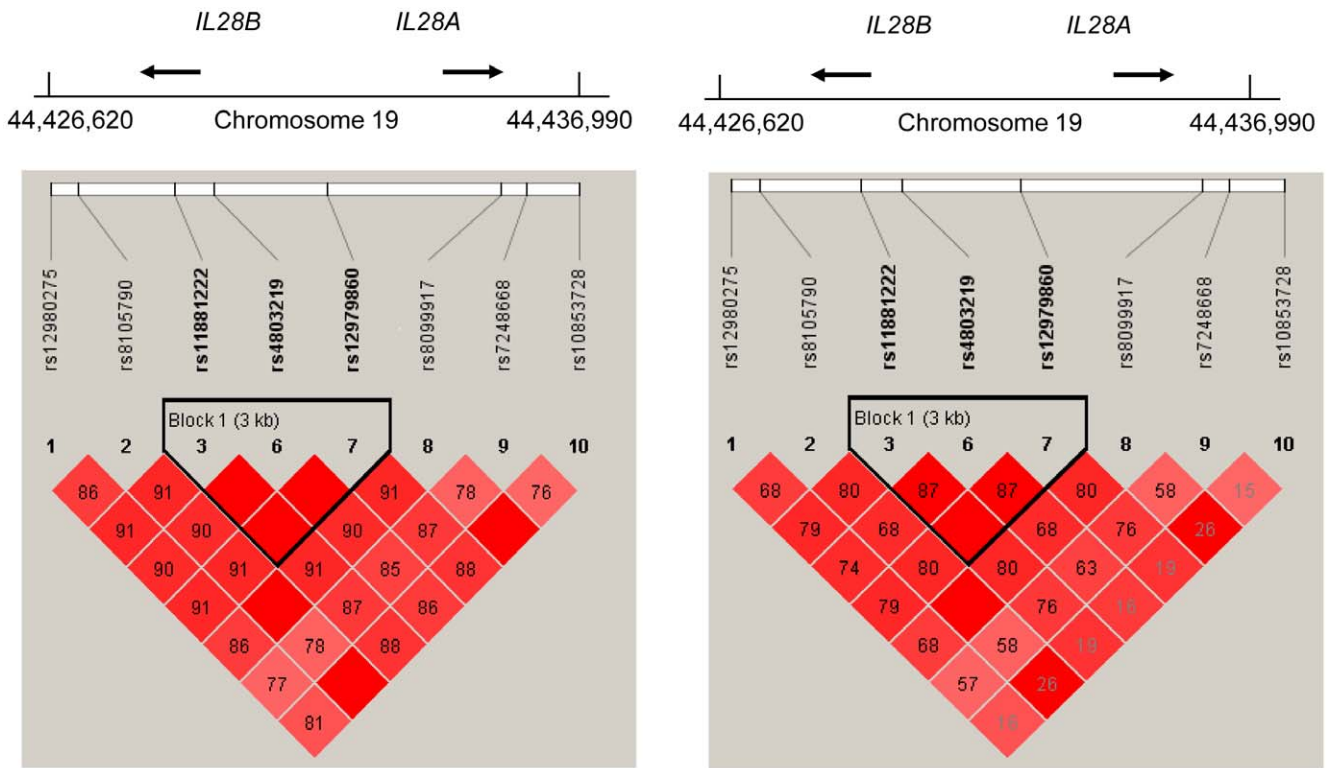 IL28B IL28A
44,426,620 Chromosome 19 44,436,990
rs12980275
rs8105790
rs11881222
rs4803219
rs12979860
rs8099917
rs7248668
rs10853728
Block 1 (3 kb)
1 2 3 6 7 8 9 10
86 91 91 78 76
91 90 90 87
90 91 91 85 88
91 87 86
86 78 88
77
81
IL28B IL28A
44,426,620 Chromosome 19 44,436,990
rs12980275
rs8105790
rs11881222
rs4803219
rs12979860
rs8099917
rs7248668
rs10853728
Block 1 (3 kb)
1 2 3 6 7 8 9 10
68 80 87 87 80 58 15
79 68 68 76 26
74 80 80 63 19
79 76 16
68 58 19
57 26
16